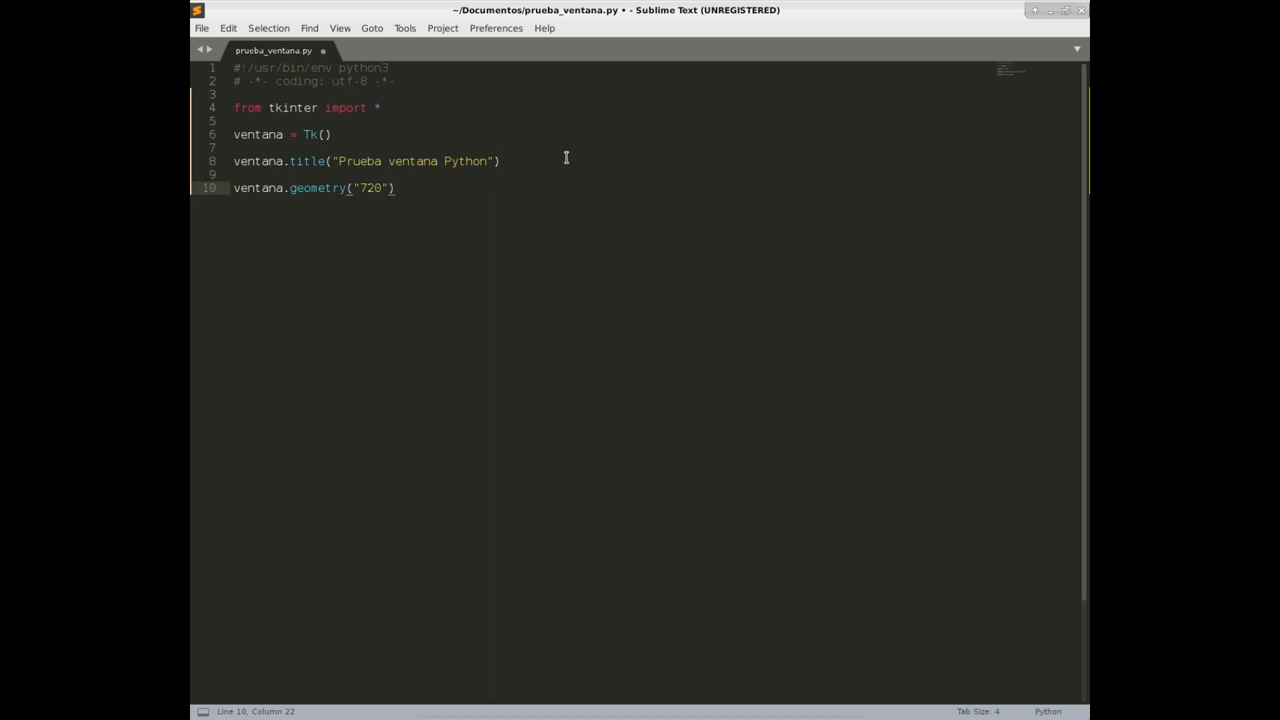 ~/Documentos/prueba_ventana.py • - Sublime Text (UNREGISTERED)
File Edit Selection Find View Goto Tools Project Preferences Help
prueba_ventana.py
1 #!/usr/bin/env python3
2 # -*- coding: utf-8 -*-
3
4 from tkinter import *
5
6 ventana = Tk()
7
8 ventana.title("Prueba ventana Python")
9
10 ventana.geometry("720")
Line 10, Column 22 Tab Size: 4 Python